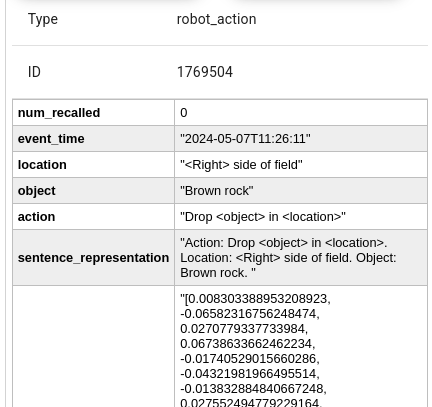 Type robot_action
ID 1769504
num_recalled 0
event_time "2024-05-07T11:26:11"
location "<Right> side of field"
object "Brown rock"
action "Drop <object> in <location>"
sentence_representation "Action: Drop <object> in <location>.
Location: <Right> side of field. Object:
Brown rock. "
"[0.008303388953208923,
-0.06582316756248474,
0.0270779337733984,
0.06738633662462234,
-0.01740529015660286,
-0.04321981966495514,
-0.013832884840667248,
0.027552494779229164,